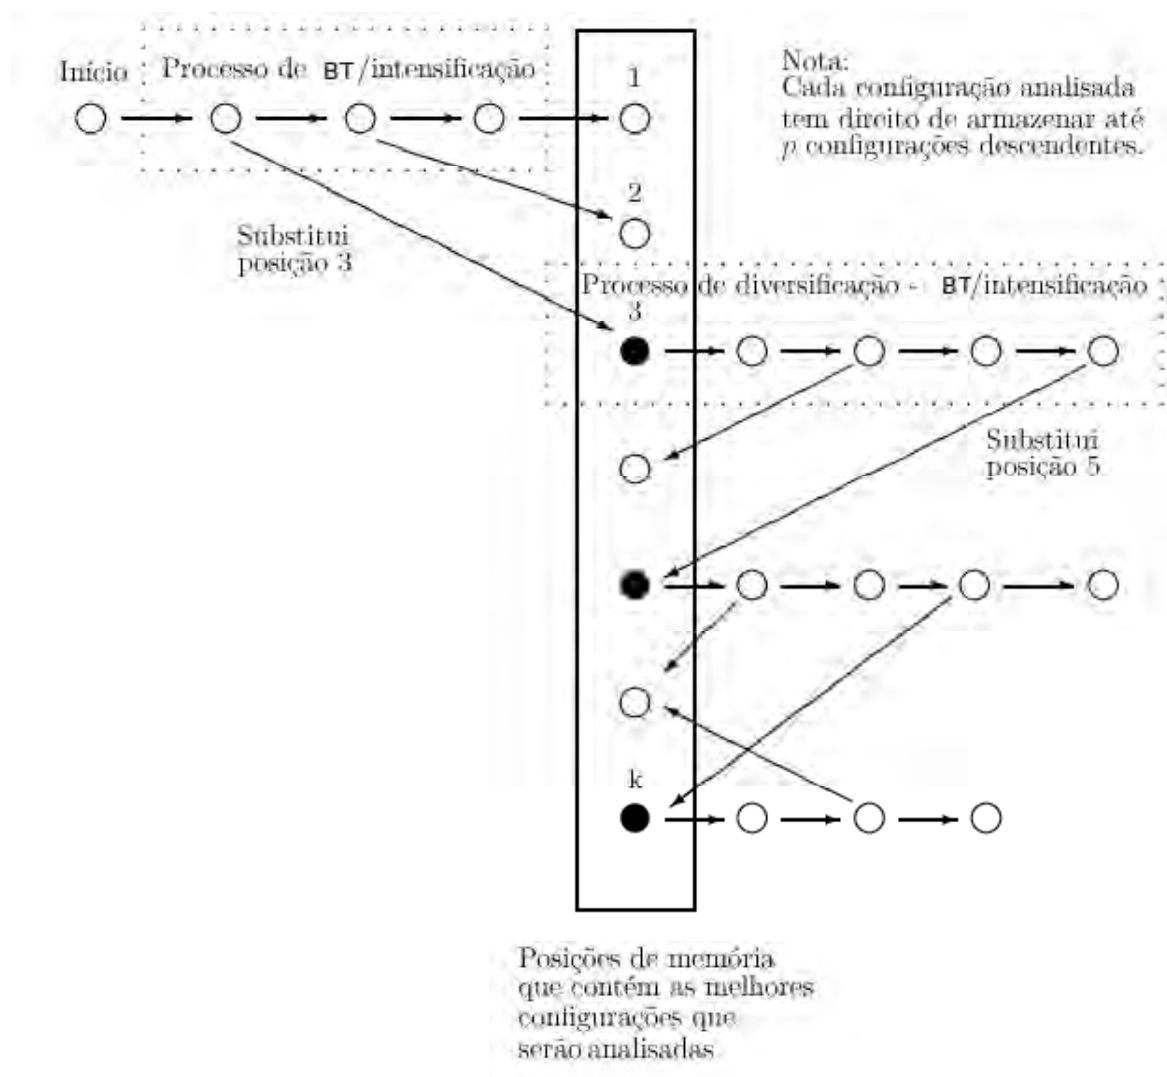 Início
Processo de BT/intensificação
1
Nota:
Cada configuração analisada
tem direito de armazenar até
p configurações descendentes.
2
Substitui
posição 3
Processo de diversificação - BT/intensificação
3
Substitui
posição 5
k
Posições de memória
que contém as melhores
configurações que
serão analisadas